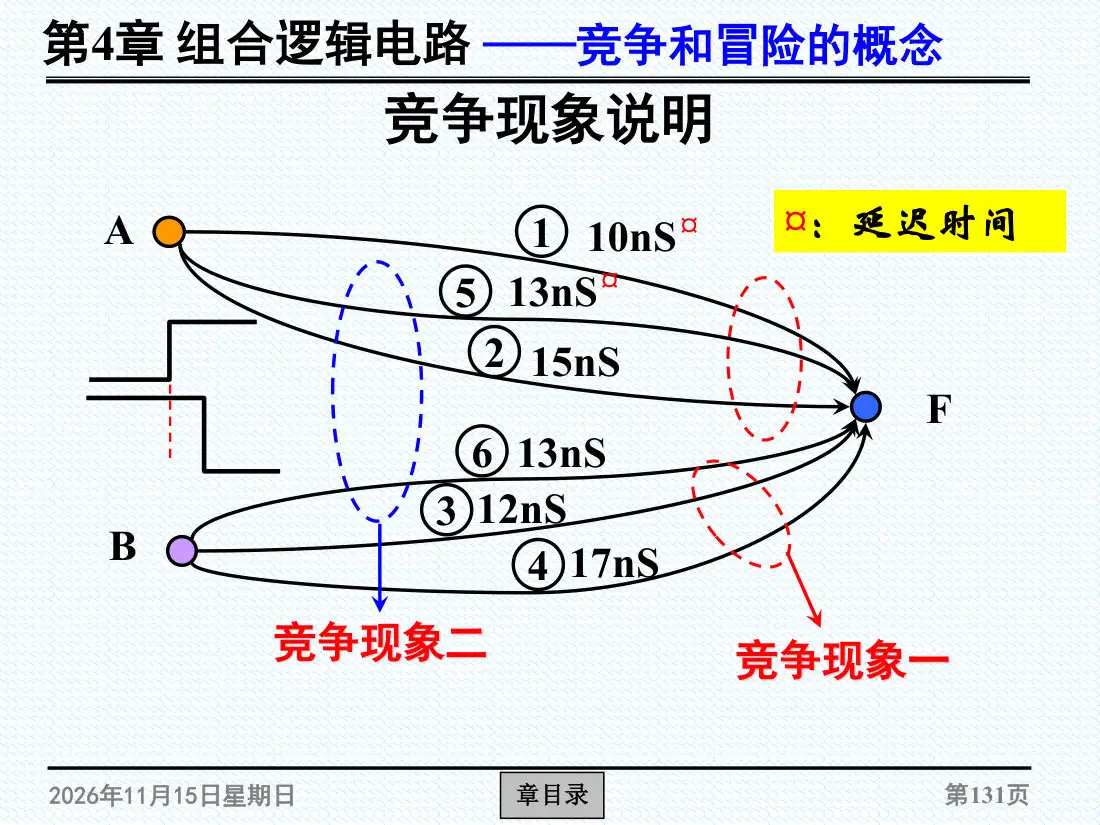 第4章 组合逻辑电路 ——竞争和冒险的概念
竞争现象说明
¤：延迟时间
A
① 10nS¤
⑤ 13nS¤
② 15nS
F
⑥ 13nS
③ 12nS
B
④ 17nS
竞争现象二
竞争现象一
2026年11月15日星期日
章目录
第131页